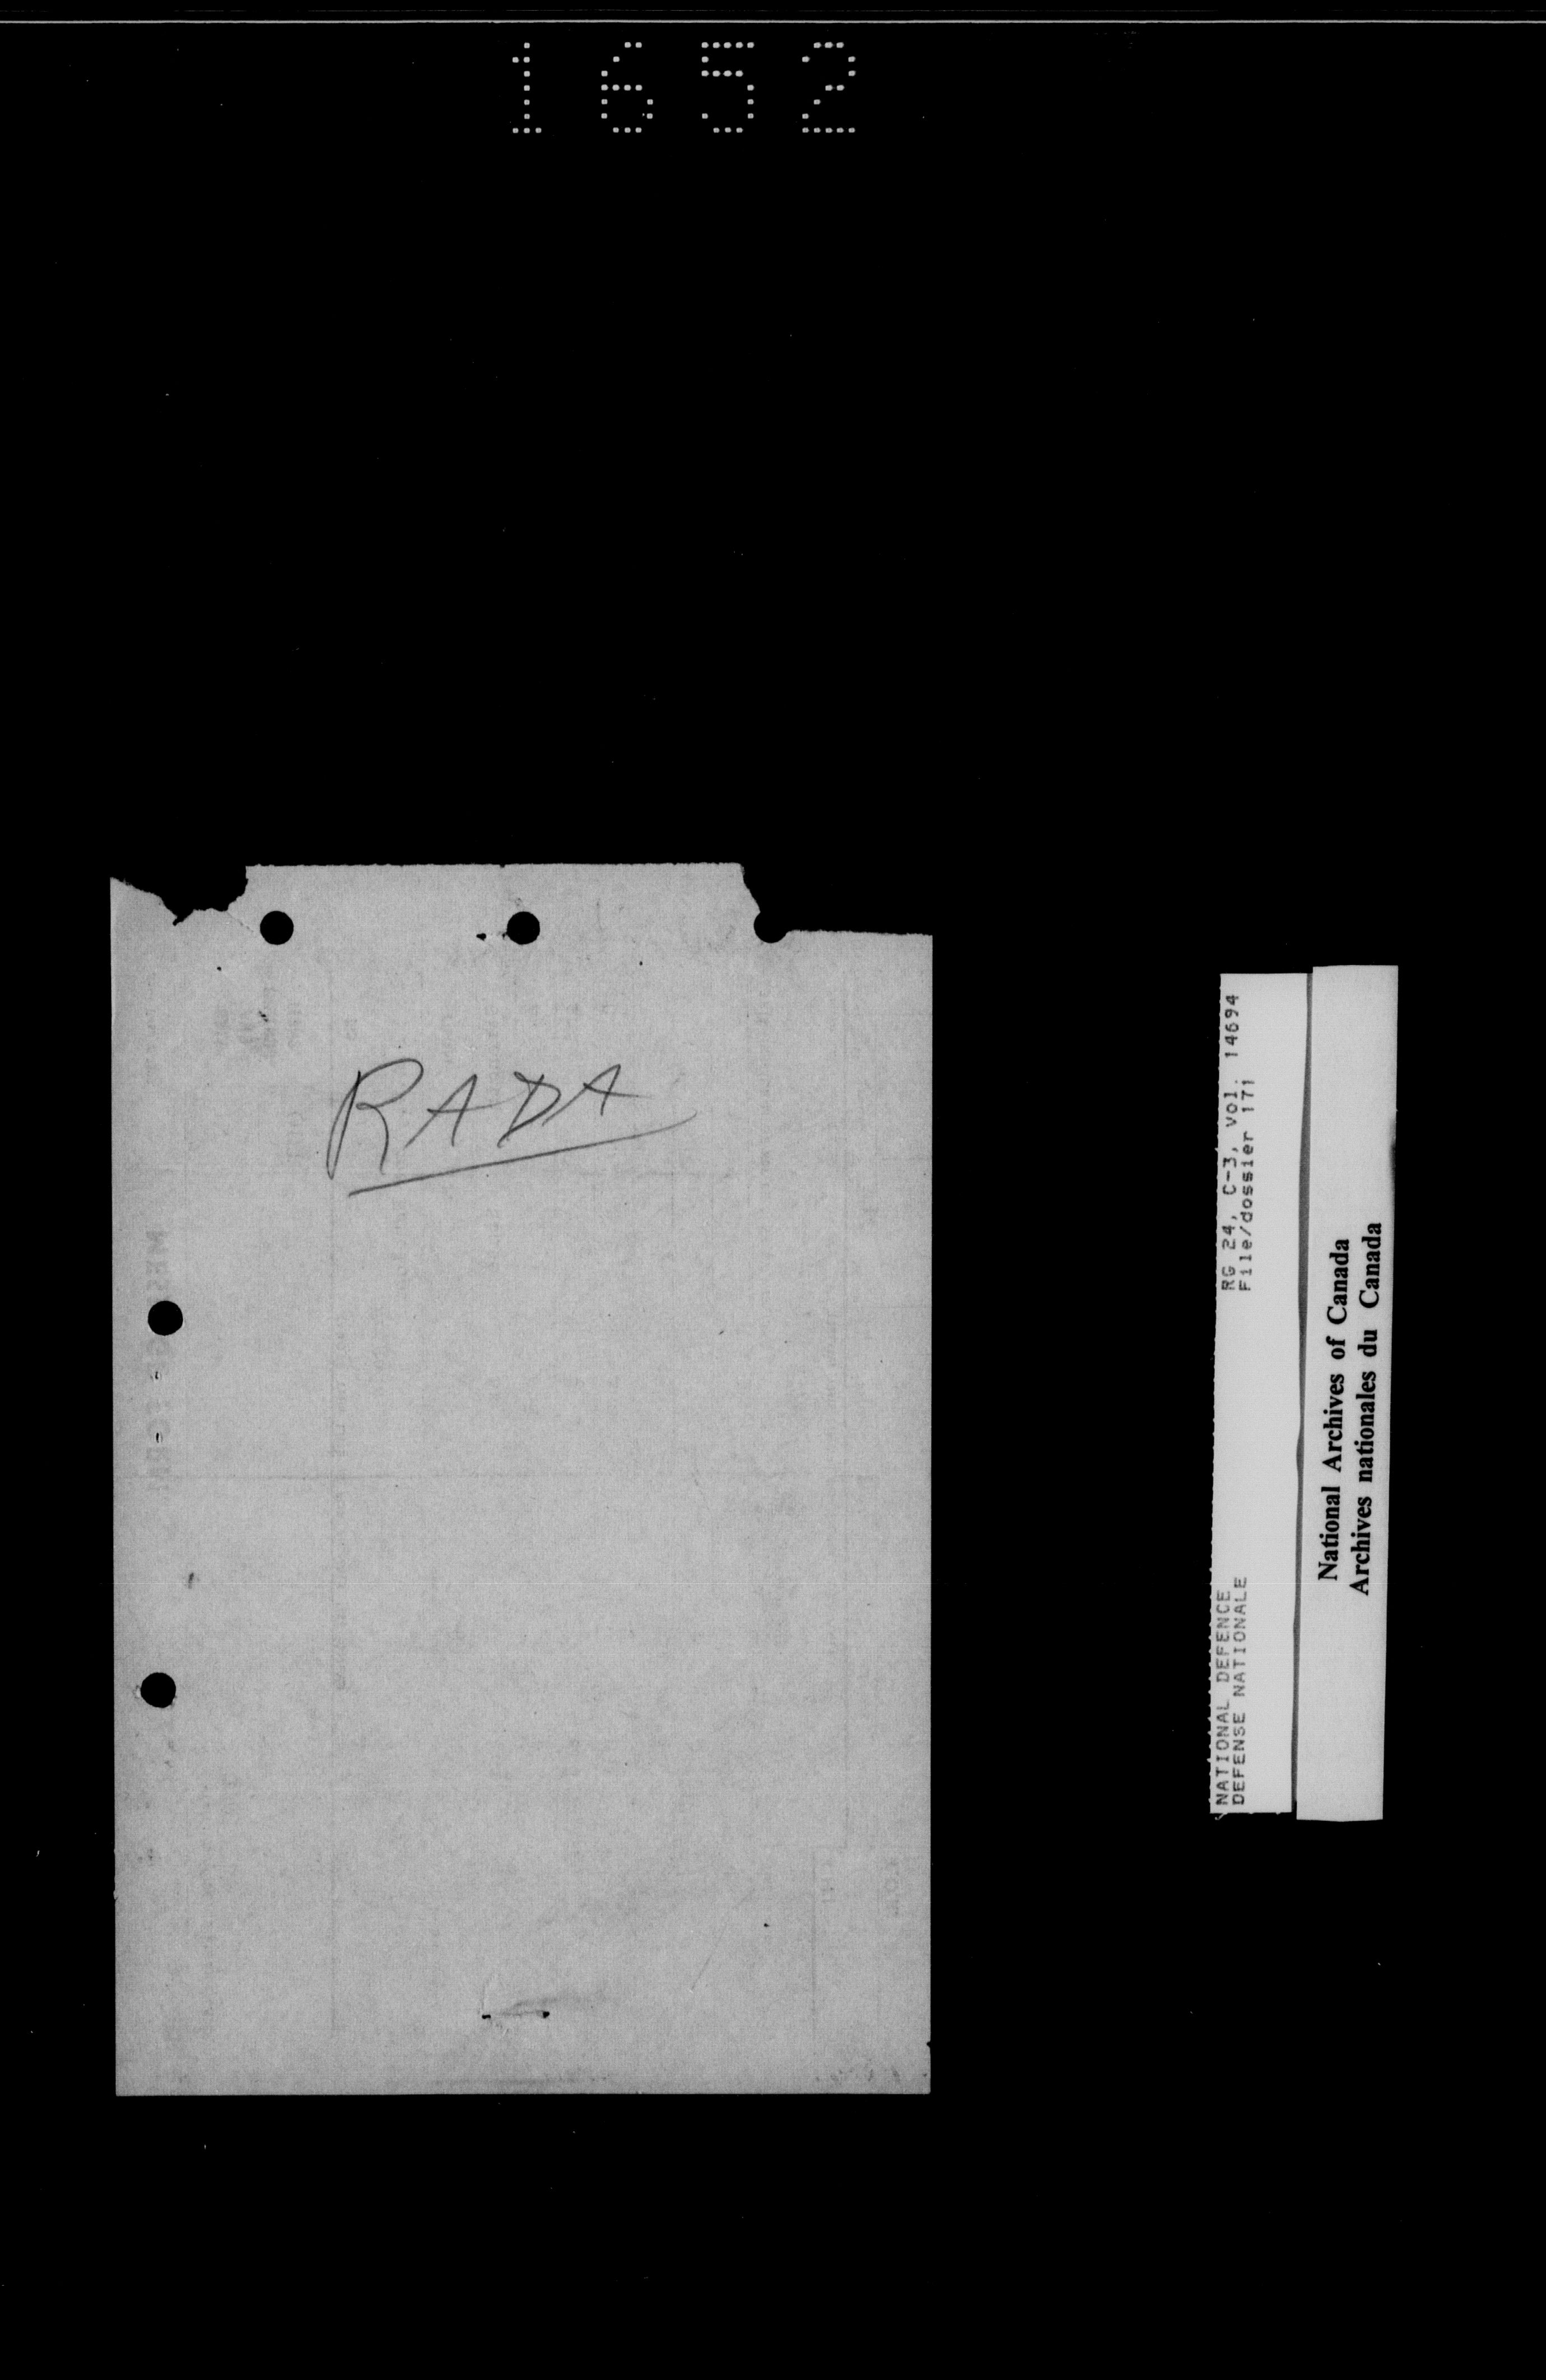 1652
RADA
NATIONAL DEFENCE
DEFENSE NATIONALE
RG 24, C-3, Vol. 14694
File/dossier 17;
National Archives of Canada
Archives nationales du Canada